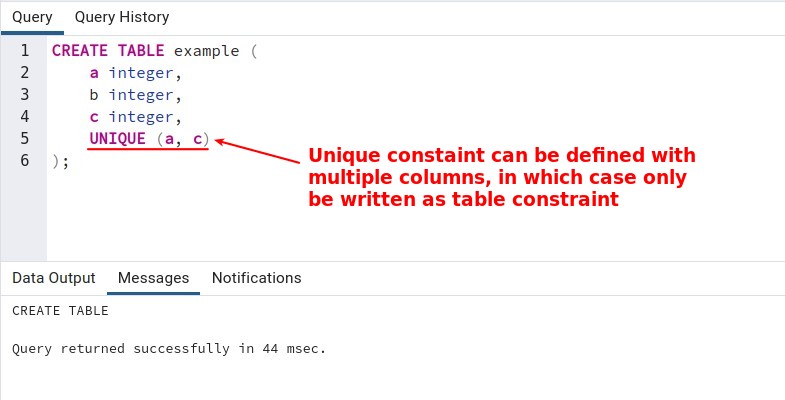 Query Query History
1 CREATE TABLE example (
2 a integer,
3 b integer,
4 c integer,
5 UNIQUE (a, c)
6 );
Unique constaint can be defined with
multiple columns, in which case only
be written as table constraint
Data Output Messages Notifications
CREATE TABLE
Query returned successfully in 44 msec.